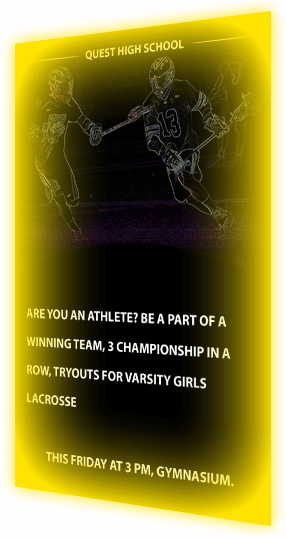 QUEST HIGH SCHOOL
13
ARE YOU AN ATHLETE? BE A PART OF A
WINNING TEAM, 3 CHAMPIONSHIP IN A
ROW, TRYOUTS FOR VARSITY GIRLS
LACROSSE
THIS FRIDAY AT 3 PM, GYMNASIUM.